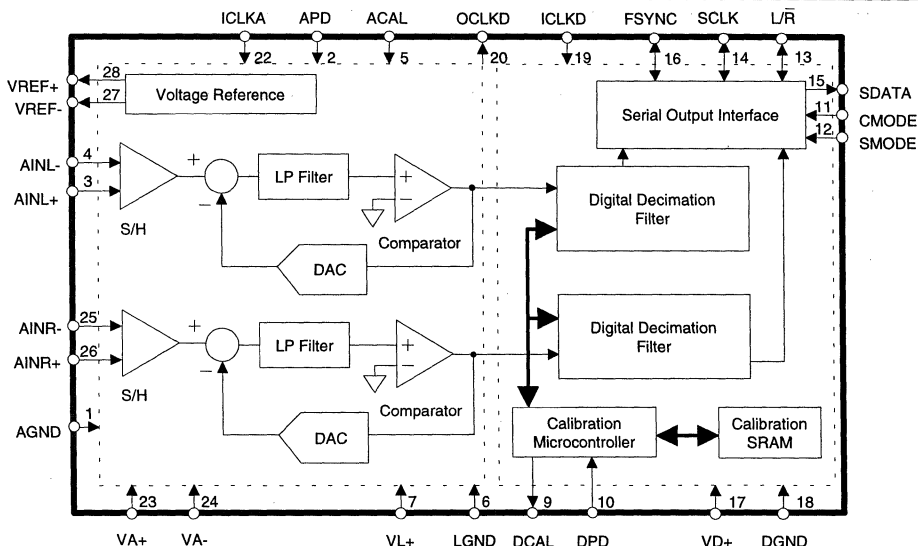 ICLKA APD ACAL OCLKD ICLKD FSYNC SCLK L/R̅
22 2 5 20 19 16 14 13
VREF+ 28
VREF- 27
Voltage Reference
Serial Output Interface
15 SDATA
11 CMODE
12 SMODE
AINL- 4
AINL+ 3
S/H
+
−
LP Filter
+
−
Comparator
DAC
Digital Decimation
Filter
AINR- 25
AINR+ 26
S/H
+
−
LP Filter
+
−
Comparator
DAC
Digital Decimation
Filter
AGND 1
Calibration
Microcontroller
Calibration
SRAM
23 24 7 6 9 10 17 18
VA+ VA- VL+ LGND DCAL DPD VD+ DGND